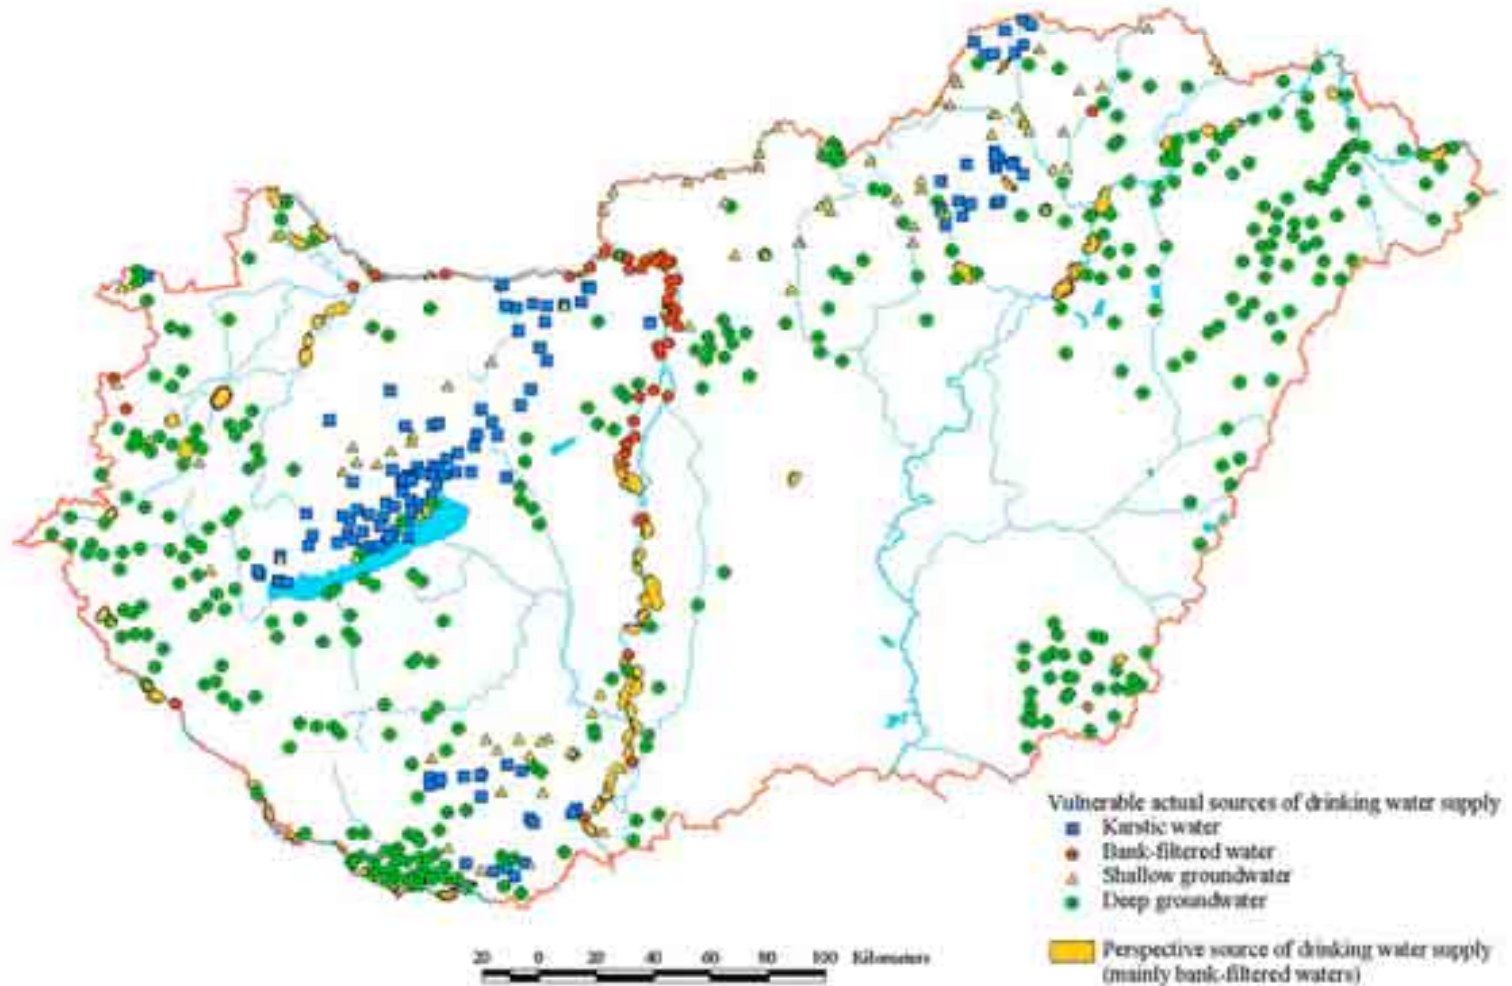 Vulnerable actual sources of drinking water supply
Karstic water
Bank-filtered water
Shallow groundwater
Deep groundwater
Perspective source of drinking water supply
(mainly bank-filtered waters)
20 0 20 40 60 80 100 Kilometers